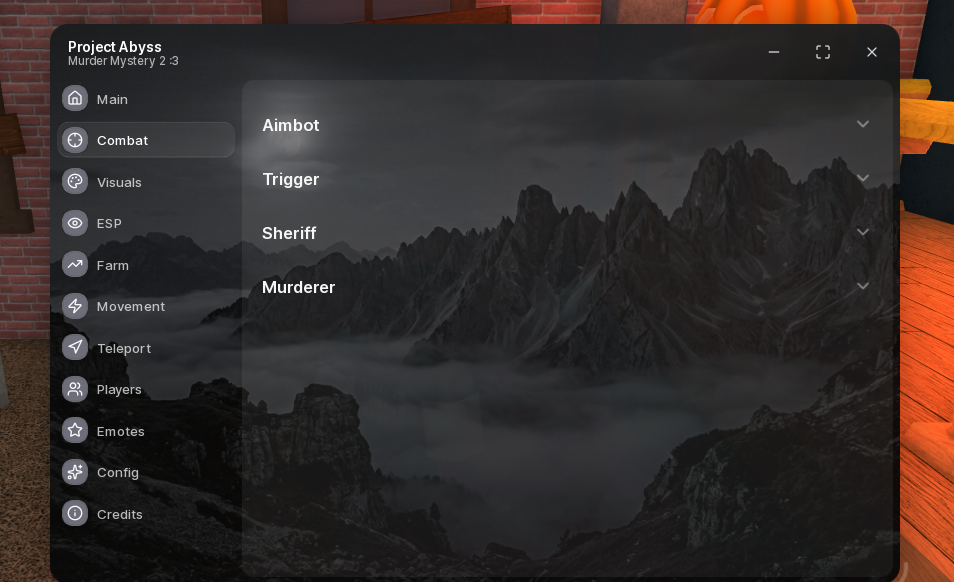 Project Abyss
Murder Mystery 2 :3
Main
Combat
Visuals
ESP
Farm
Movement
Teleport
Players
Emotes
Config
Credits
Aimbot
Trigger
Sheriff
Murderer